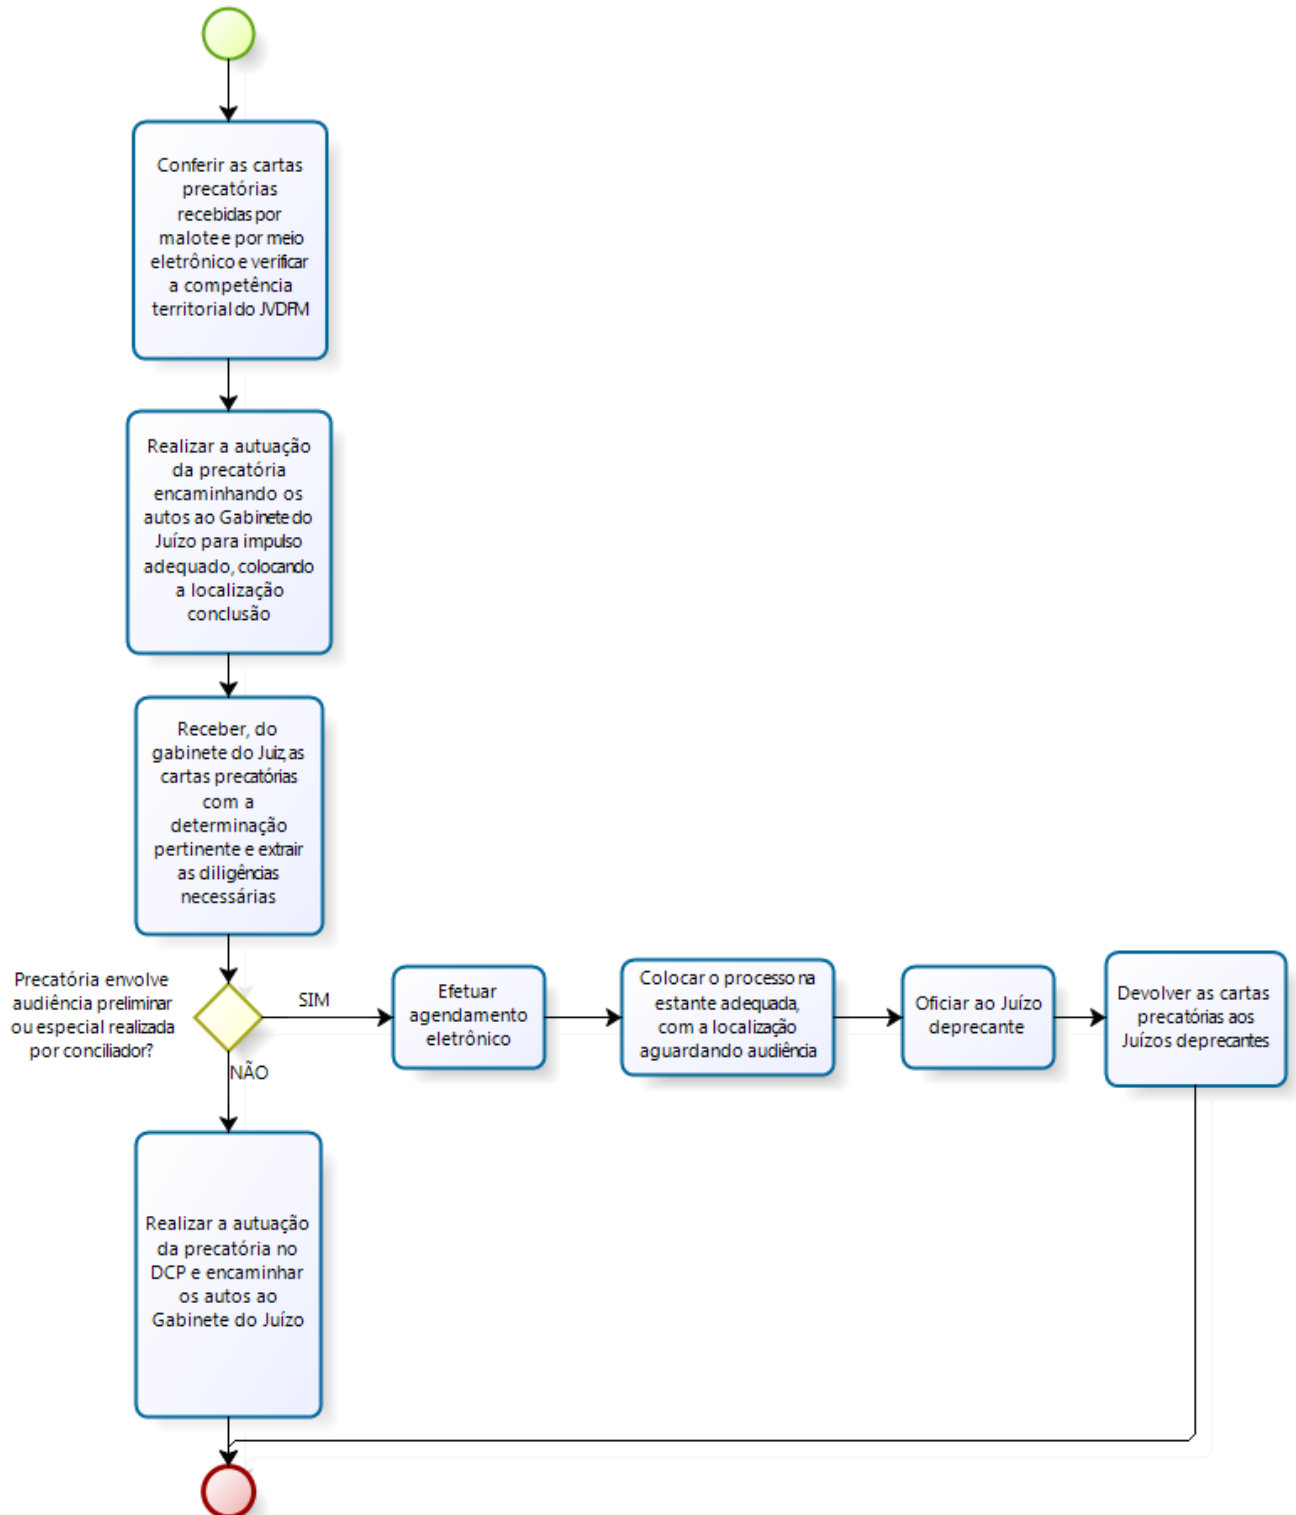 Conferir as cartas
precatórias
recebidas por
malote e por meio
eletrônico e verificar
a competência
territorial do JVDFM
Realizar a autuação
da precatória
encaminhando os
autos ao Gabinete do
Juízo para impulso
adequado, colocando
a localização
conclusão
Receber, do
gabinete do Juiz, as
cartas precatórias
com a
determinação
pertinente e extrair
as diligências
necessárias
Precatória envolve
audiência preliminar
ou especial realizada
por conciliador?
SIM
Efetuar
agendamento
eletrônico
Colocar o processo na
estante adequada,
com a localização
aguardando audiência
Oficiar ao Juízo
deprecante
Devolver as cartas
precatórias aos
Juízos deprecantes
NÃO
Realizar a autuação
da precatória no
DCP e encaminhar
os autos ao
Gabinete do Juízo